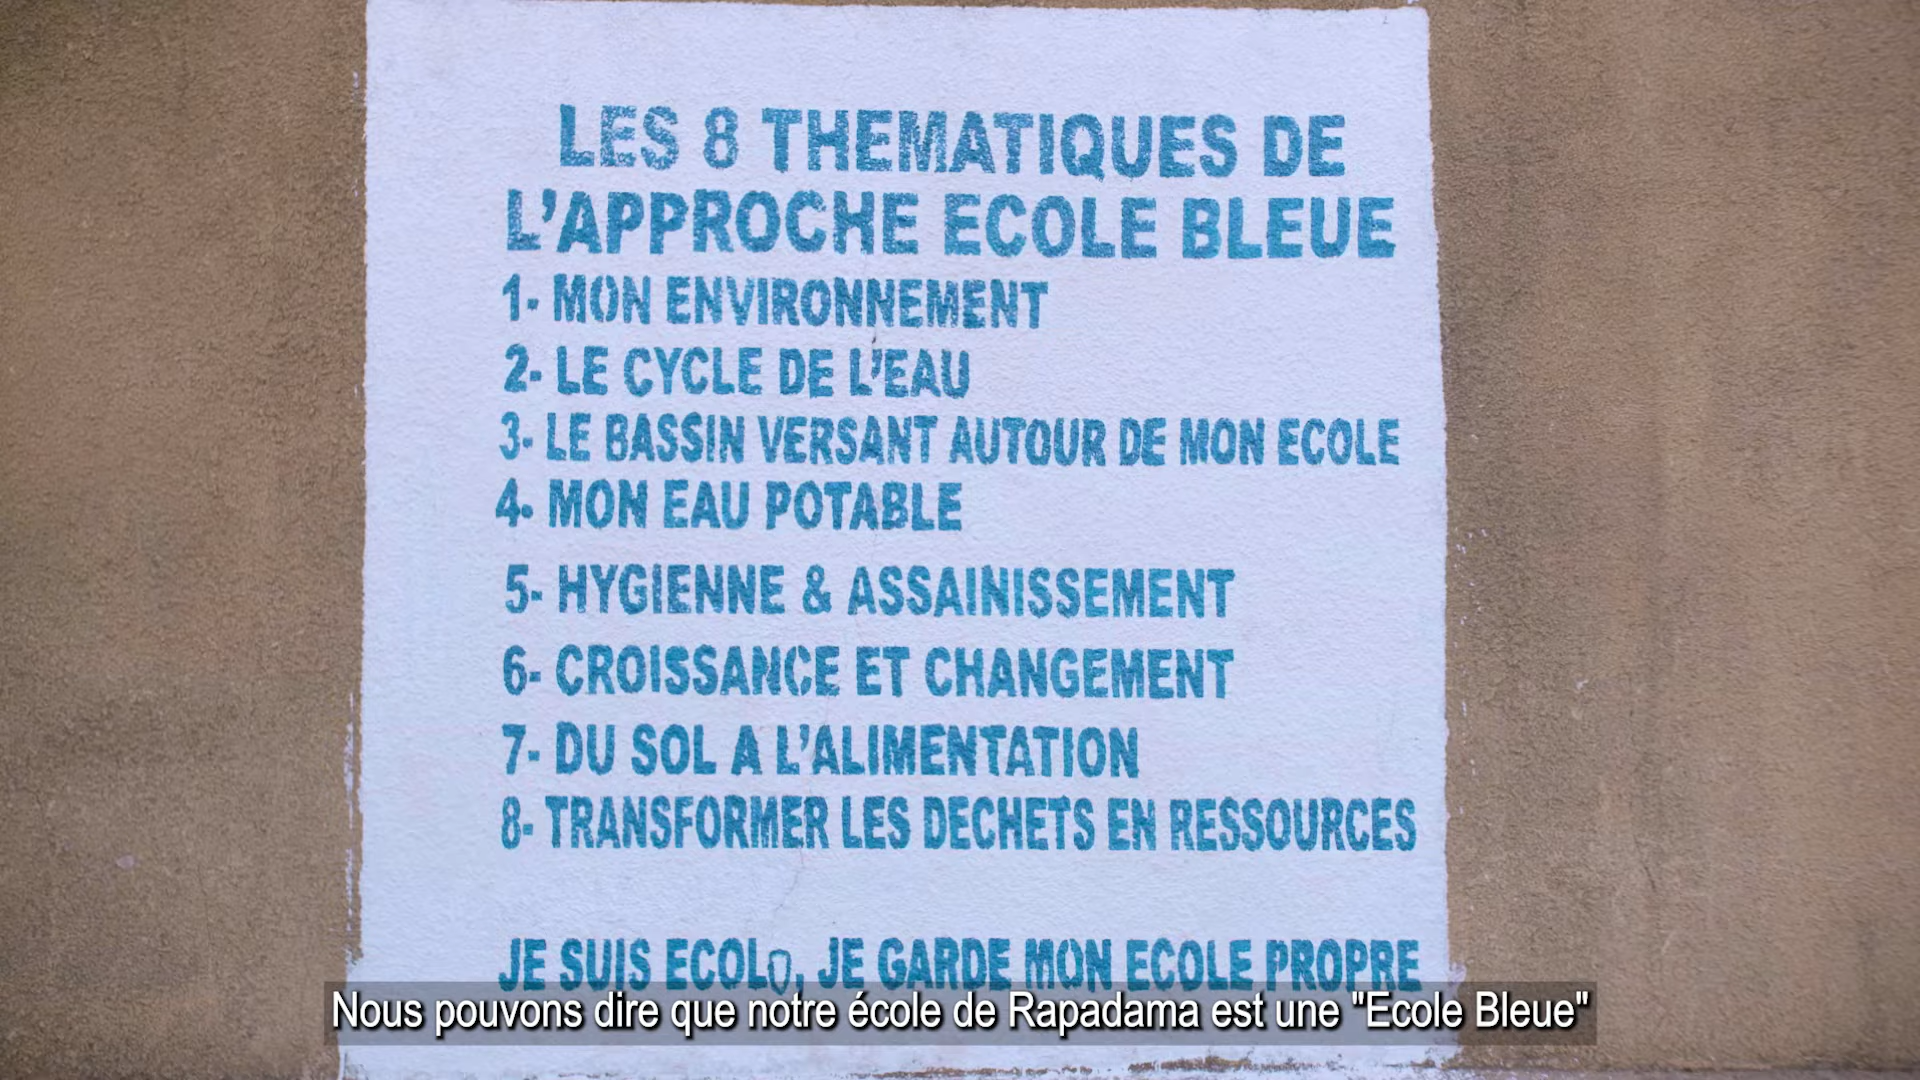 LES 8 THEMATIQUES DE
L'APPROCHE ECOLE BLEUE
1- MON ENVIRONNEMENT
2- LE CYCLE DE L'EAU
3- LE BASSIN VERSANT AUTOUR DE MON ECOLE
4- MON EAU POTABLE
5- HYGIENNE & ASSAINISSEMENT
6- CROISSANCE ET CHANGEMENT
7- DU SOL A L'ALIMENTATION
8- TRANSFORMER LES DECHETS EN RESSOURCES
JE SUIS ECOLO, JE GARDE MON ECOLE PROPRE
Nous pouvons dire que notre école de Rapadama est une "Ecole Bleue"